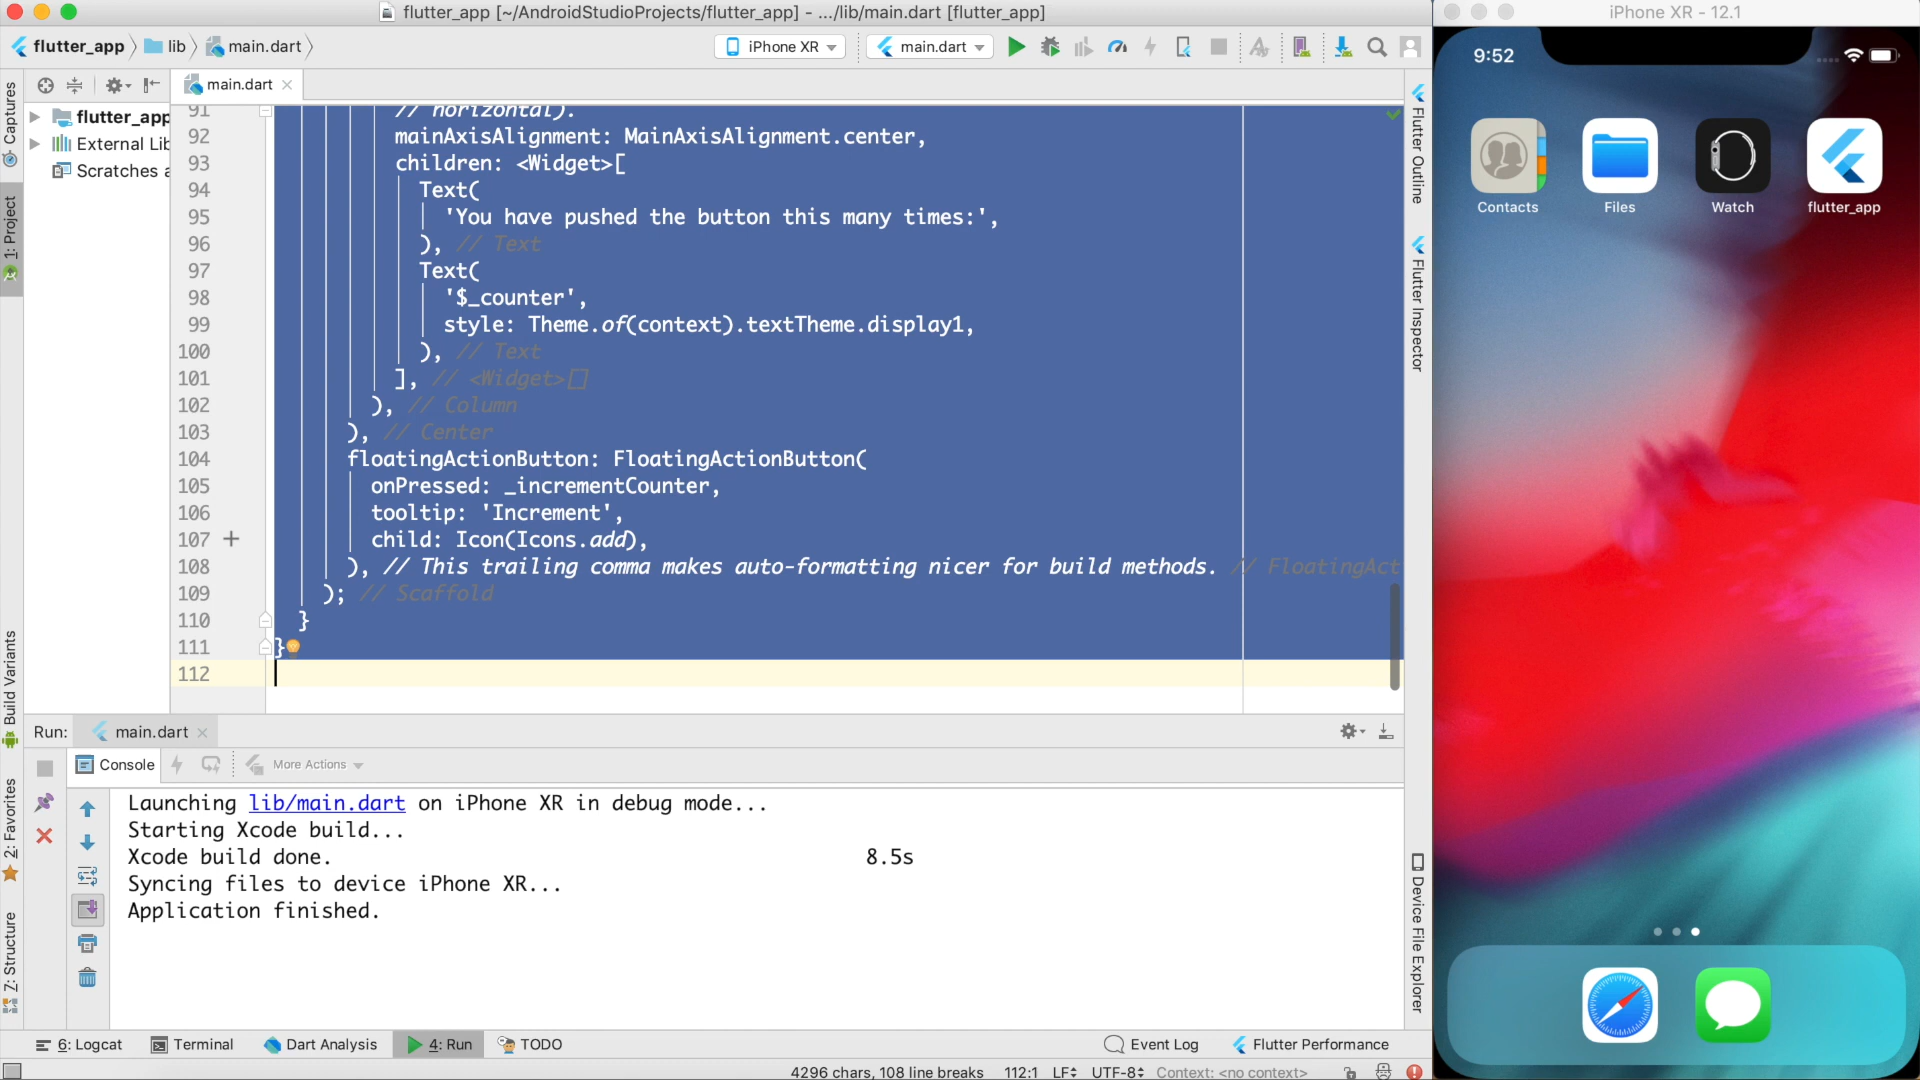 flutter_app [~/AndroidStudioProjects/flutter_app] - .../lib/main.dart [flutter_app]
iPhone XR - 12.1
flutter_app
lib
main.dart
iPhone XR
main.dart
9:52
main.dart
Captures
1: Project
Build Variants
2: Favorites
Z: Structure
flutter_app
External Lib
Scratches a
91 // horizontal).
92 mainAxisAlignment: MainAxisAlignment.center,
93 children: <Widget>[
94 Text(
95 'You have pushed the button this many times:',
96 ), // Text
97 Text(
98 '$_counter',
99 style: Theme.of(context).textTheme.display1,
100 ), // Text
101 ], // <Widget>[]
102 ), // Column
103 ), // Center
104 floatingActionButton: FloatingActionButton(
105 onPressed: _incrementCounter,
106 tooltip: 'Increment',
107 child: Icon(Icons.add),
108 ), // This trailing comma makes auto-formatting nicer for build methods. // FloatingAct
109 ); // Scaffold
110 }
111 }
112
Flutter Outline
Flutter Inspector
Device File Explorer
Contacts
Files
Watch
flutter_app
Run:
main.dart
Console
More Actions
Launching lib/main.dart on iPhone XR in debug mode...
Starting Xcode build...
Xcode build done. 8.5s
Syncing files to device iPhone XR...
Application finished.
6: Logcat
Terminal
Dart Analysis
4: Run
TODO
Event Log
Flutter Performance
4296 chars, 108 line breaks
112:1
LF
UTF-8
Context: <no context>